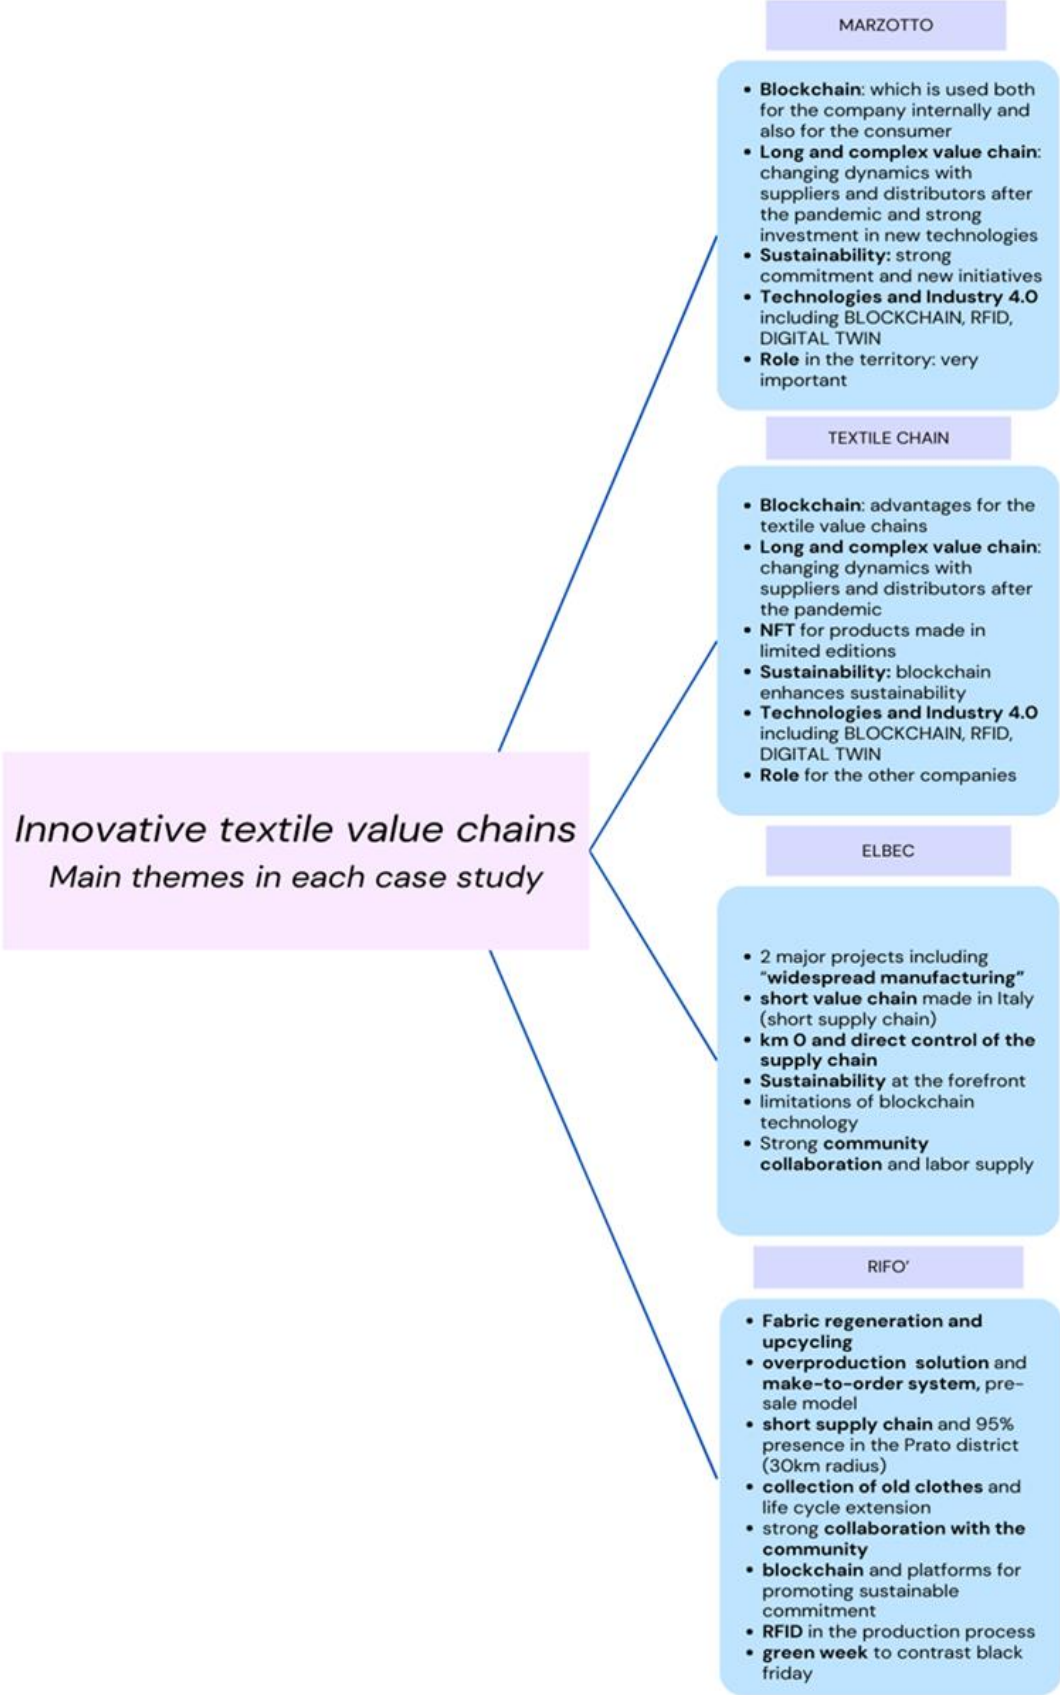 MARZOTTO
• Blockchain: which is used both
for the company internally and
also for the consumer
• Long and complex value chain:
changing dynamics with
suppliers and distributors after
the pandemic and strong
investment in new technologies
• Sustainability: strong
commitment and new initiatives
• Technologies and Industry 4.0
including BLOCKCHAIN, RFID,
DIGITAL TWIN
• Role in the territory: very
important
TEXTILE CHAIN
• Blockchain: advantages for the
textile value chains
• Long and complex value chain:
changing dynamics with
suppliers and distributors after
the pandemic
• NFT for products made in
limited editions
• Sustainability: blockchain
enhances sustainability
• Technologies and Industry 4.0
including BLOCKCHAIN, RFID,
DIGITAL TWIN
• Role for the other companies
Innovative textile value chains
Main themes in each case study
ELBEC
• 2 major projects including
“widespread manufacturing”
• short value chain made in Italy
(short supply chain)
• km 0 and direct control of the
supply chain
• Sustainability at the forefront
• limitations of blockchain
technology
• Strong community
collaboration and labor supply
RIFO’
• Fabric regeneration and
upcycling
• overproduction solution and
make-to-order system, pre-
sale model
• short supply chain and 95%
presence in the Prato district
(30km radius)
• collection of old clothes and
life cycle extension
• strong collaboration with the
community
• blockchain and platforms for
promoting sustainable
commitment
• RFID in the production process
• green week to contrast black
friday